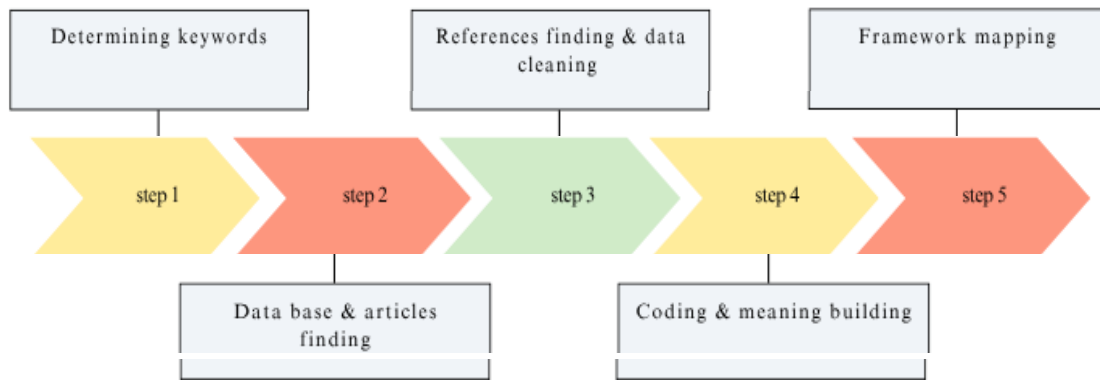 Determining keywords
References finding & data
cleaning
Framework mapping
step 1
step 2
step 3
step 4
step 5
Data base & articles
finding
Coding & meaning building